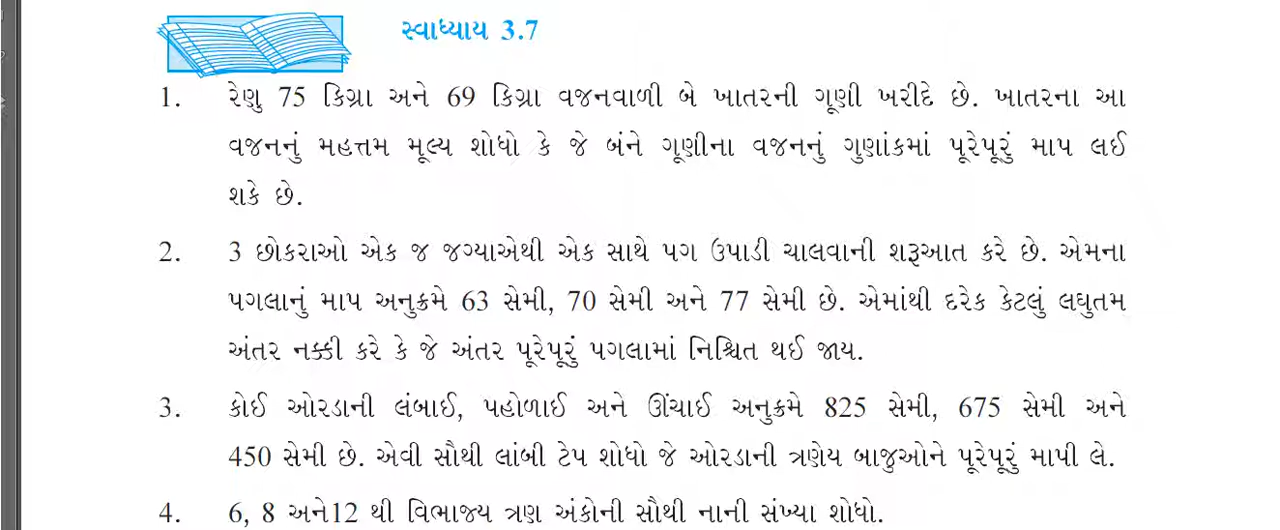 સ્વાધ્યાય 3.7
1. રેણુ 75 કિગ્રા અને 69 કિગ્રા વજનવાળી બે ખાતરની ગૂણી ખરીદે છે. ખાતરના આ
વજનનું મહત્તમ મૂલ્ય શોધો કે જે બંને ગૂણીના વજનનું ગુણાંકમાં પૂરેપૂરું માપ લઈ
શકે છે.
2. 3 છોકરાઓ એક જ જગ્યાએથી એક સાથે પગ ઉપાડી ચાલવાની શરૂઆત કરે છે. એમના
પગલાનું માપ અનુક્રમે 63 સેમી, 70 સેમી અને 77 સેમી છે. એમાંથી દરેક કેટલું લઘુતમ
અંતર નક્કી કરે કે જે અંતર પૂરેપૂરું પગલામાં નિશ્ચિત થઈ જાય.
3. કોઈ ઓરડાની લંબાઈ, પહોળાઈ અને ઊંચાઈ અનુક્રમે 825 સેમી, 675 સેમી અને
450 સેમી છે. એવી સૌથી લાંબી ટેપ શોધો જે ઓરડાની ત્રણેય બાજુઓને પૂરેપૂરું માપી લે.
4. 6, 8 અને12 થી વિભાજ્ય ત્રણ અંકોની સૌથી નાની સંખ્યા શોધો.